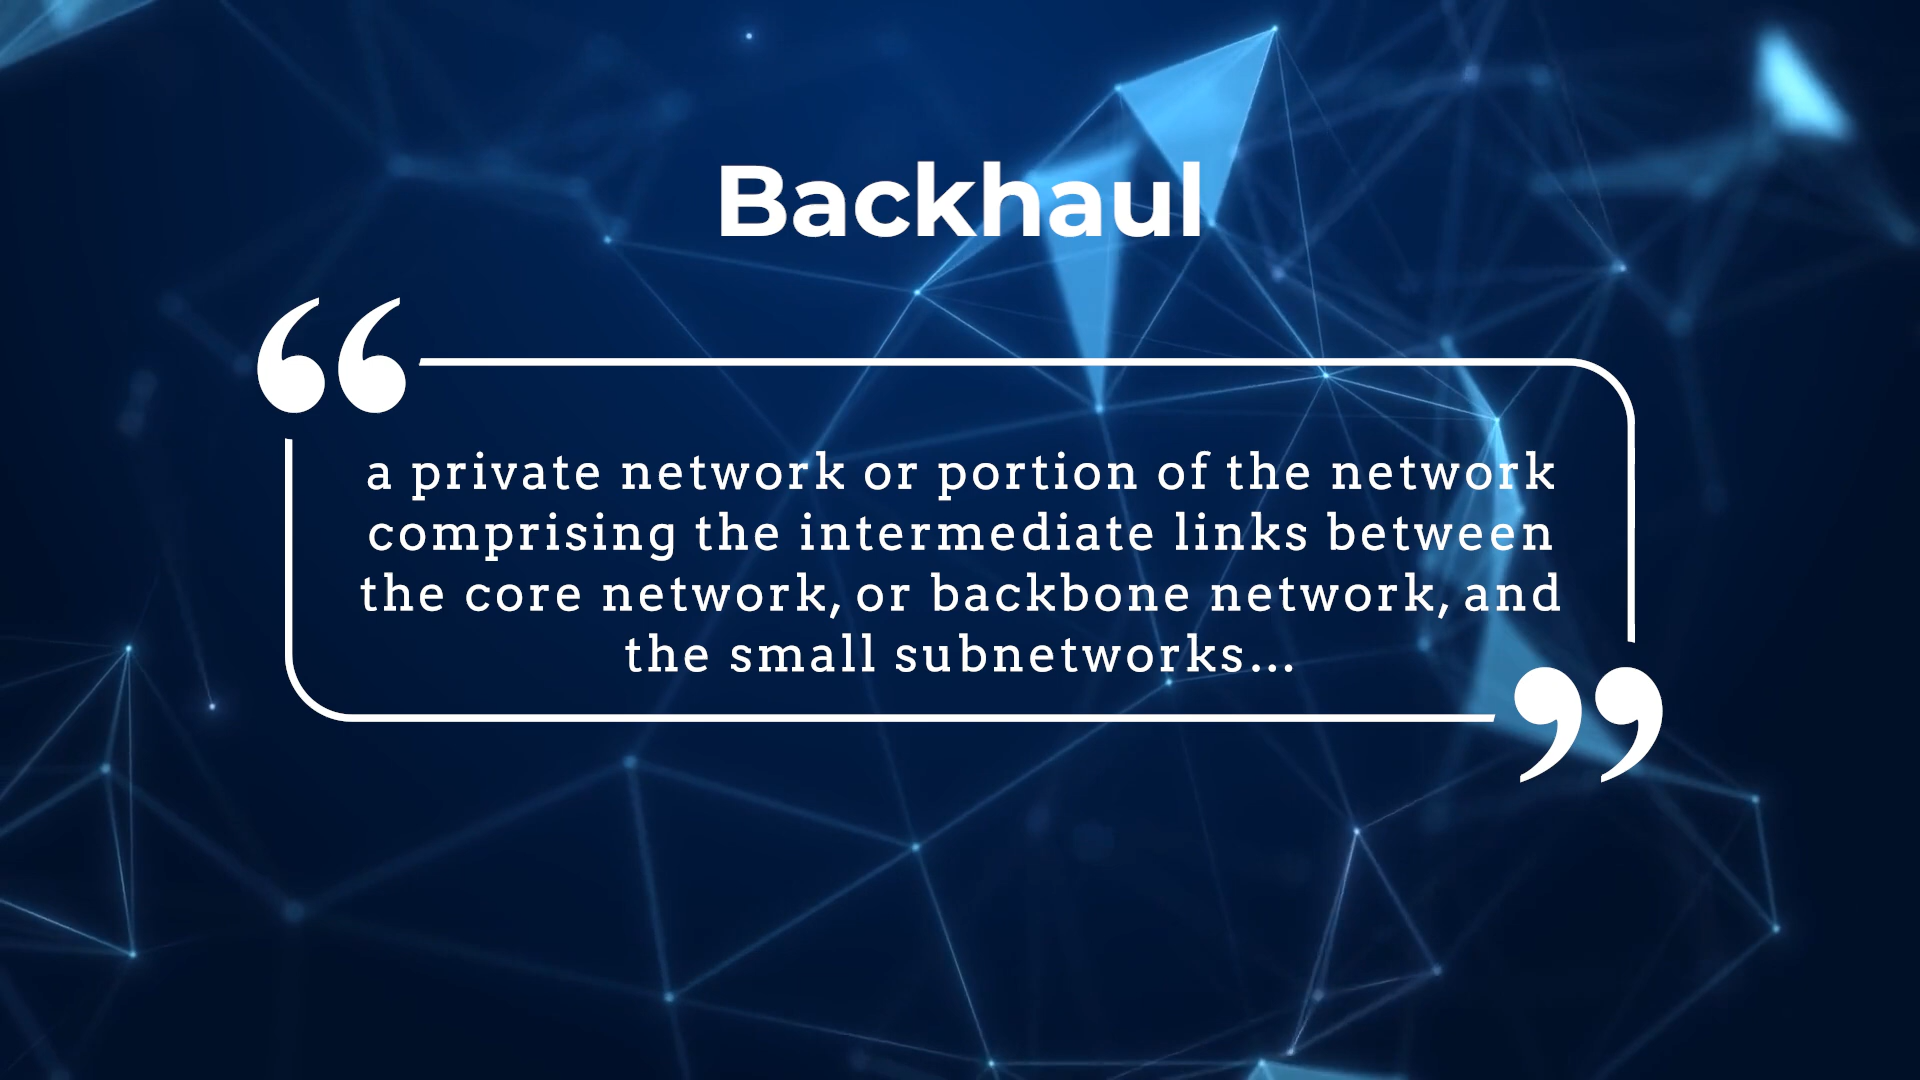 Backhaul
“
a private network or portion of the network
comprising the intermediate links between
the core network, or backbone network, and
the small subnetworks...
”